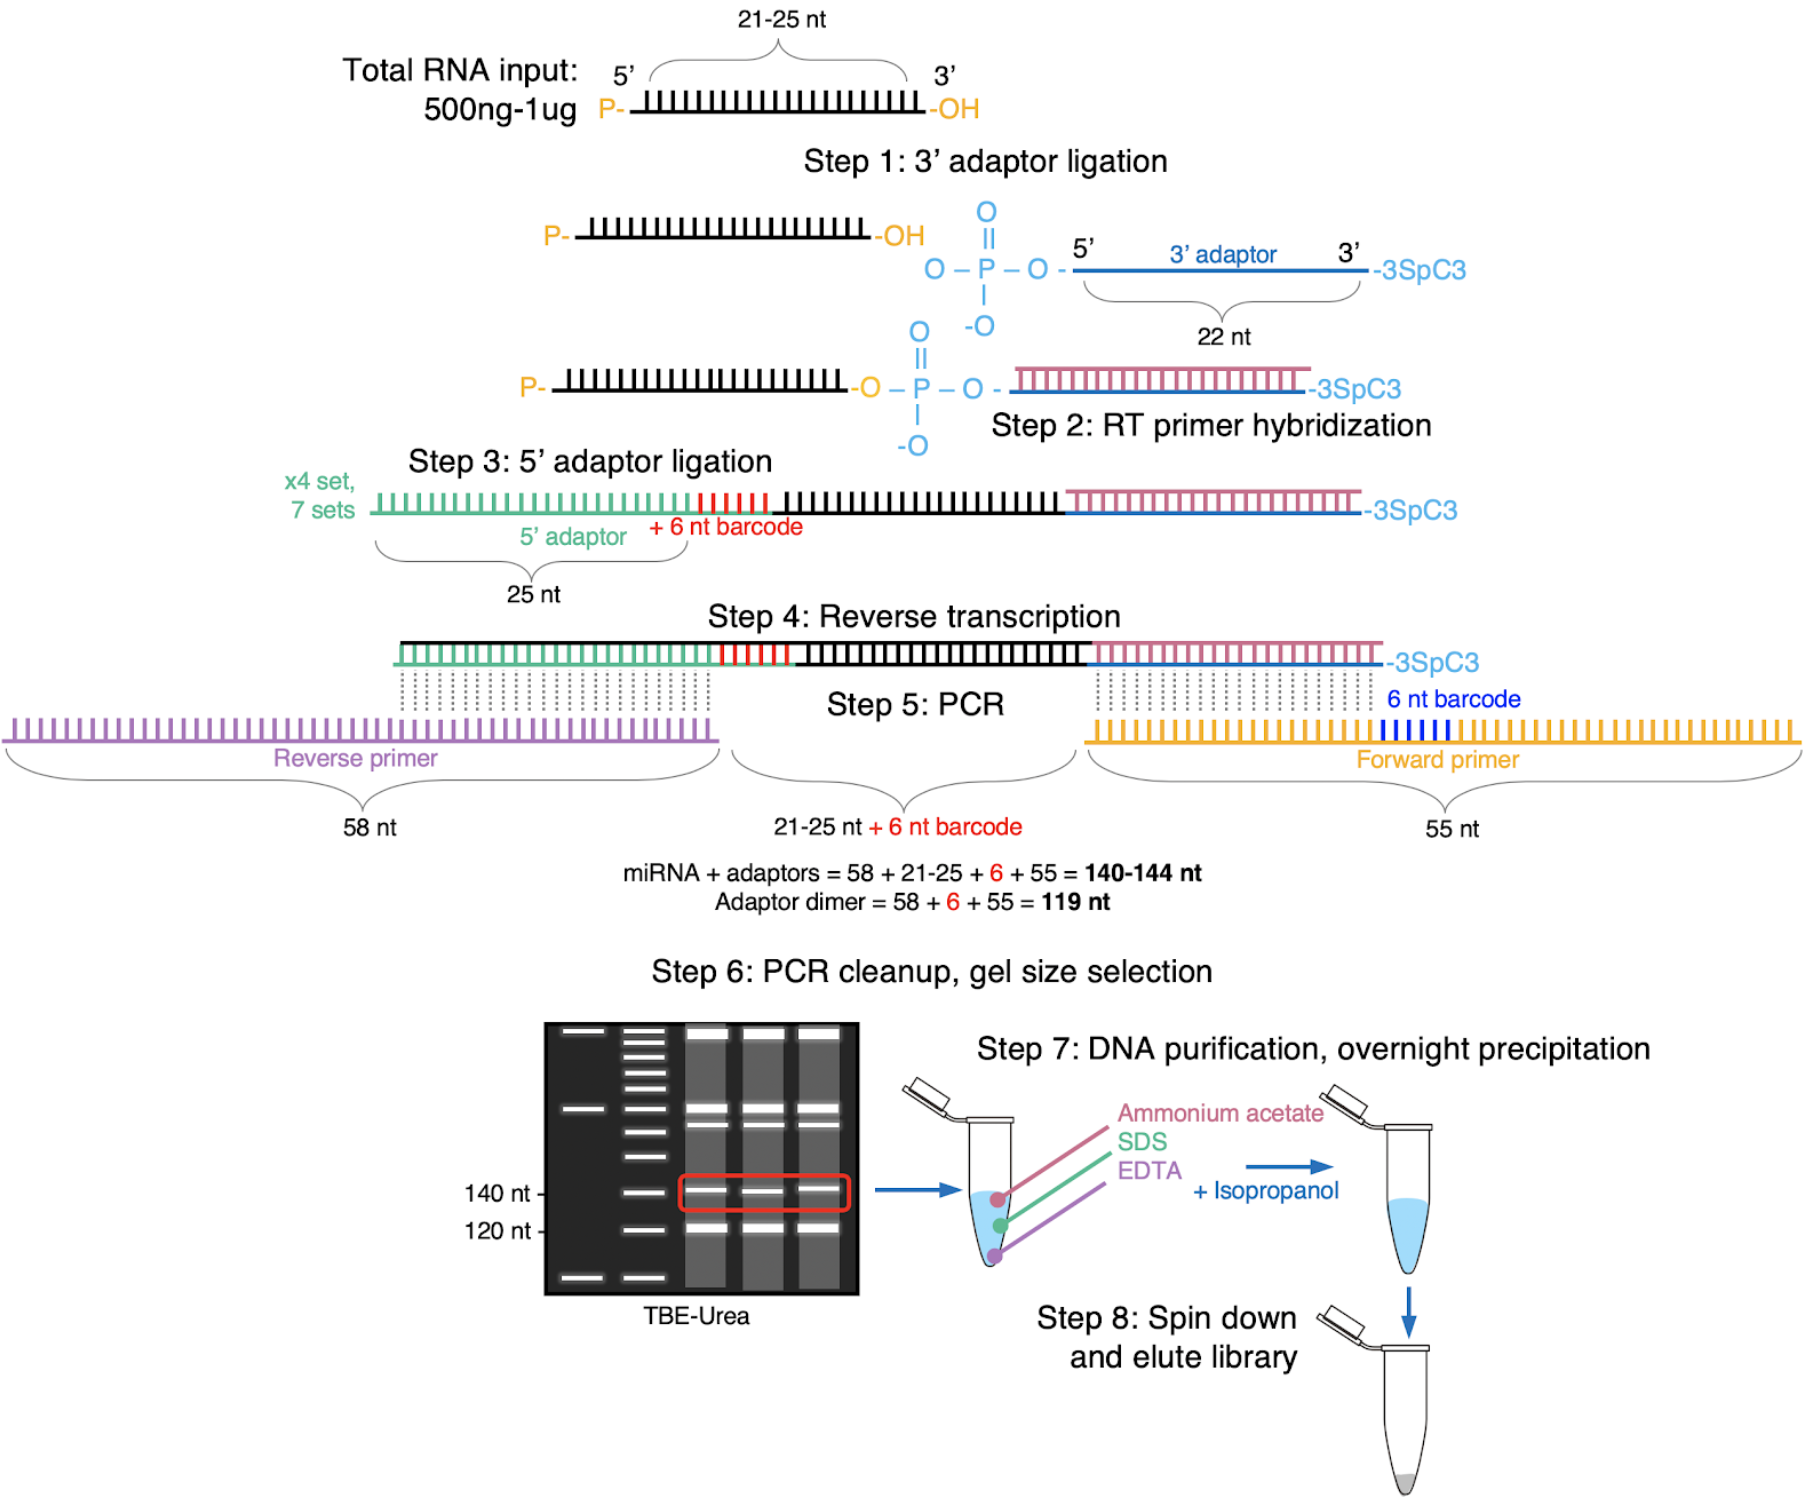 21-25 nt
Total RNA input:
500ng-1ug
5’
3’
P-
-OH
Step 1: 3’ adaptor ligation
P-
-OH
O
O – P – O -
-O
5’
3’ adaptor
3’
-3SpC3
22 nt
P-
-O – P – O -
O
-O
-3SpC3
Step 2: RT primer hybridization
Step 3: 5’ adaptor ligation
x4 set,
7 sets
5’ adaptor
+ 6 nt barcode
-3SpC3
25 nt
Step 4: Reverse transcription
-3SpC3
Step 5: PCR
6 nt barcode
Reverse primer
Forward primer
58 nt
21-25 nt + 6 nt barcode
55 nt
miRNA + adaptors = 58 + 21-25 + 6 + 55 = 140-144 nt
Adaptor dimer = 58 + 6 + 55 = 119 nt
Step 6: PCR cleanup, gel size selection
140 nt -
120 nt -
TBE-Urea
Step 7: DNA purification, overnight precipitation
Ammonium acetate
SDS
EDTA
+ Isopropanol
Step 8: Spin down
and elute library